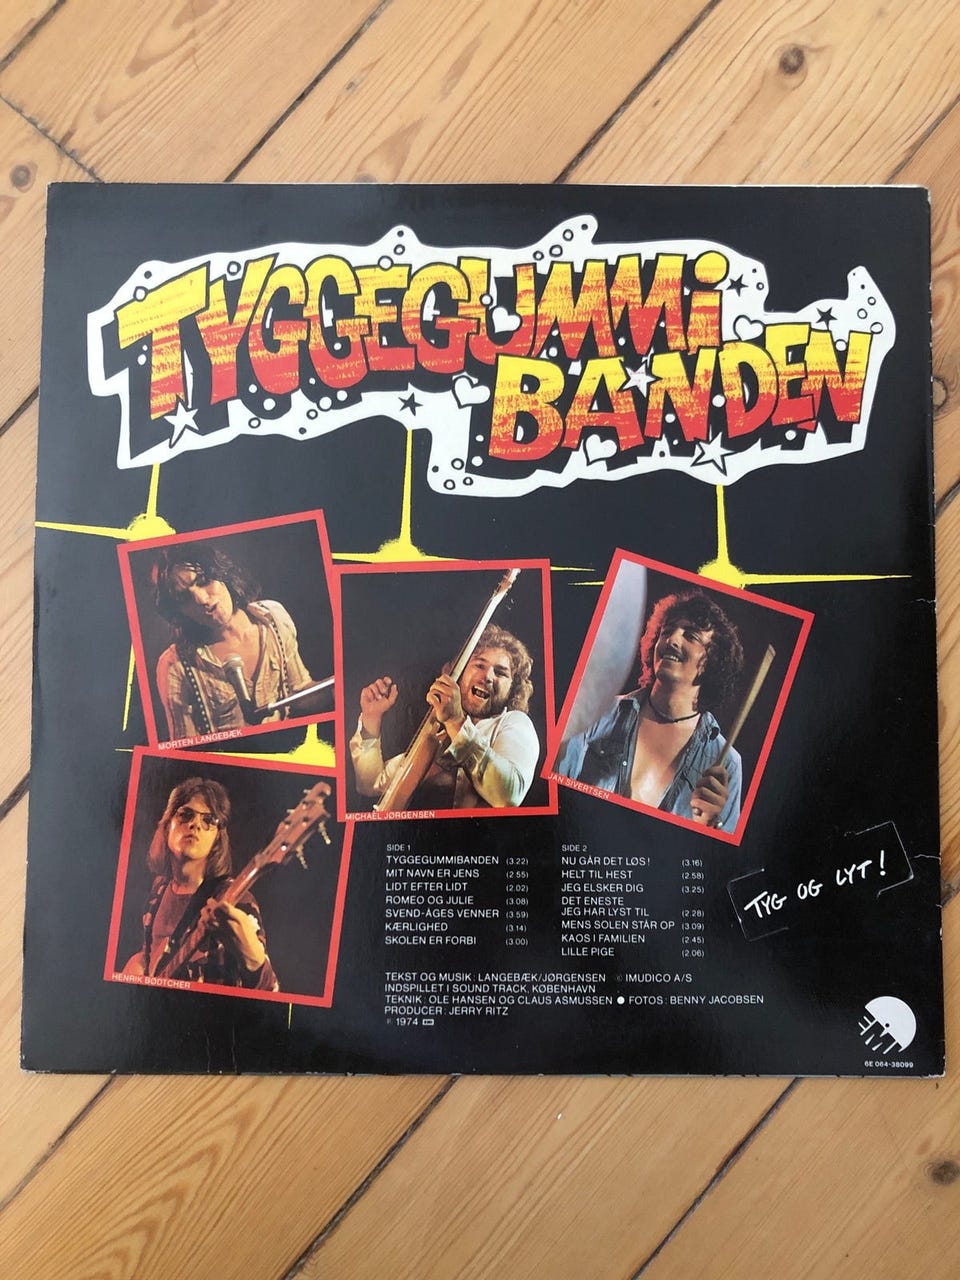 TYGGEGUMMi
BANDEN
MORTEN LANGEBÆK
MICHAEL JØRGENSEN
JAN SIVERTSEN
HENRIK BØDTCHER
SIDE 1
TYGGEGUMMIBANDEN (3.22)
MIT NAVN ER JENS (2.55)
LIDT EFTER LIDT (2.02)
ROMEO OG JULIE (3.08)
SVEND-ÅGES VENNER (3.59)
KÆRLIGHED (3.14)
SKOLEN ER FORBI (3.00)
SIDE 2
NU GÅR DET LØS! (3.16)
HELT TIL HEST (2.58)
JEG ELSKER DIG (3.25)
DET ENESTE
JEG HAR LYST TIL (2.28)
MENS SOLEN STÅR OP (3.09)
KAOS I FAMILIEN (2.45)
LILLE PIGE (2.06)
TYG OG LYT!
TEKST OG MUSIK: LANGEBÆK/JØRGENSEN © IMUDICO A/S
INDSPILLET I SOUND TRACK, KØBENHAVN
TEKNIK: OLE HANSEN OG CLAUS ASMUSSEN ● FOTOS: BENNY JACOBSEN
PRODUCER: JERRY RITZ
℗ 1974 EMI
EMI
6E 064-38099